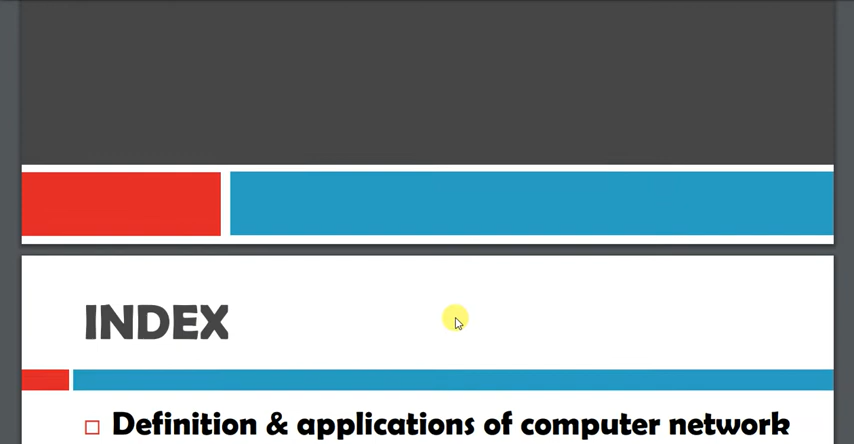 INDEX
Definition & applications of computer network